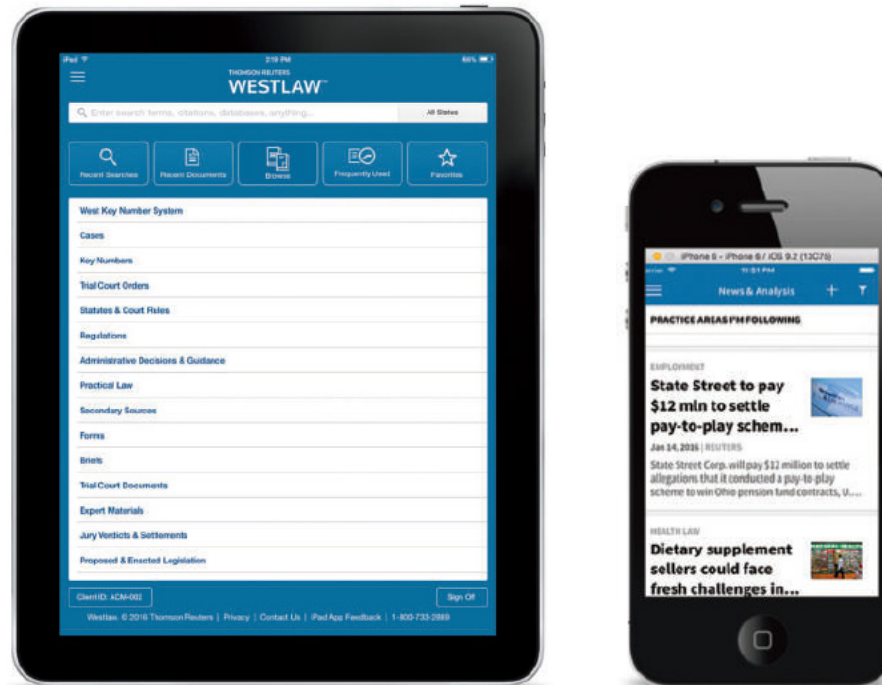 iPad
2:19 PM
THOMSON REUTERS
WESTLAW™
Enter search terms, citations, databases, anything...
All States
Recent Searches
Recent Documents
Browse
Frequently Used
Favorites
West Key Number System
Cases
Key Numbers
Trial Court Orders
Statutes & Court Rules
Regulations
Administrative Decisions & Guidance
Practical Law
Secondary Sources
Forms
Briefs
Trial Court Documents
Expert Materials
Jury Verdicts & Settlements
Proposed & Enacted Legislation
Client ID: ACM-002
Sign Off
Westlaw. © 2016 Thomson Reuters | Privacy | Contact Us | iPad App Feedback | 1-800-733-2889
iPhone 6 - iPhone 6 / iOS 9.2 (13C75)
11:51 PM
News & Analysis
PRACTICE AREAS I'M FOLLOWING
EMPLOYMENT
State Street to pay
$12 mln to settle
pay-to-play schem...
Jan 14, 2016 | REUTERS
State Street Corp. will pay $12 million to settle
allegations that it conducted a pay-to-play
scheme to win Ohio pension fund contracts, U....
HEALTH LAW
Dietary supplement
sellers could face
fresh challenges in...